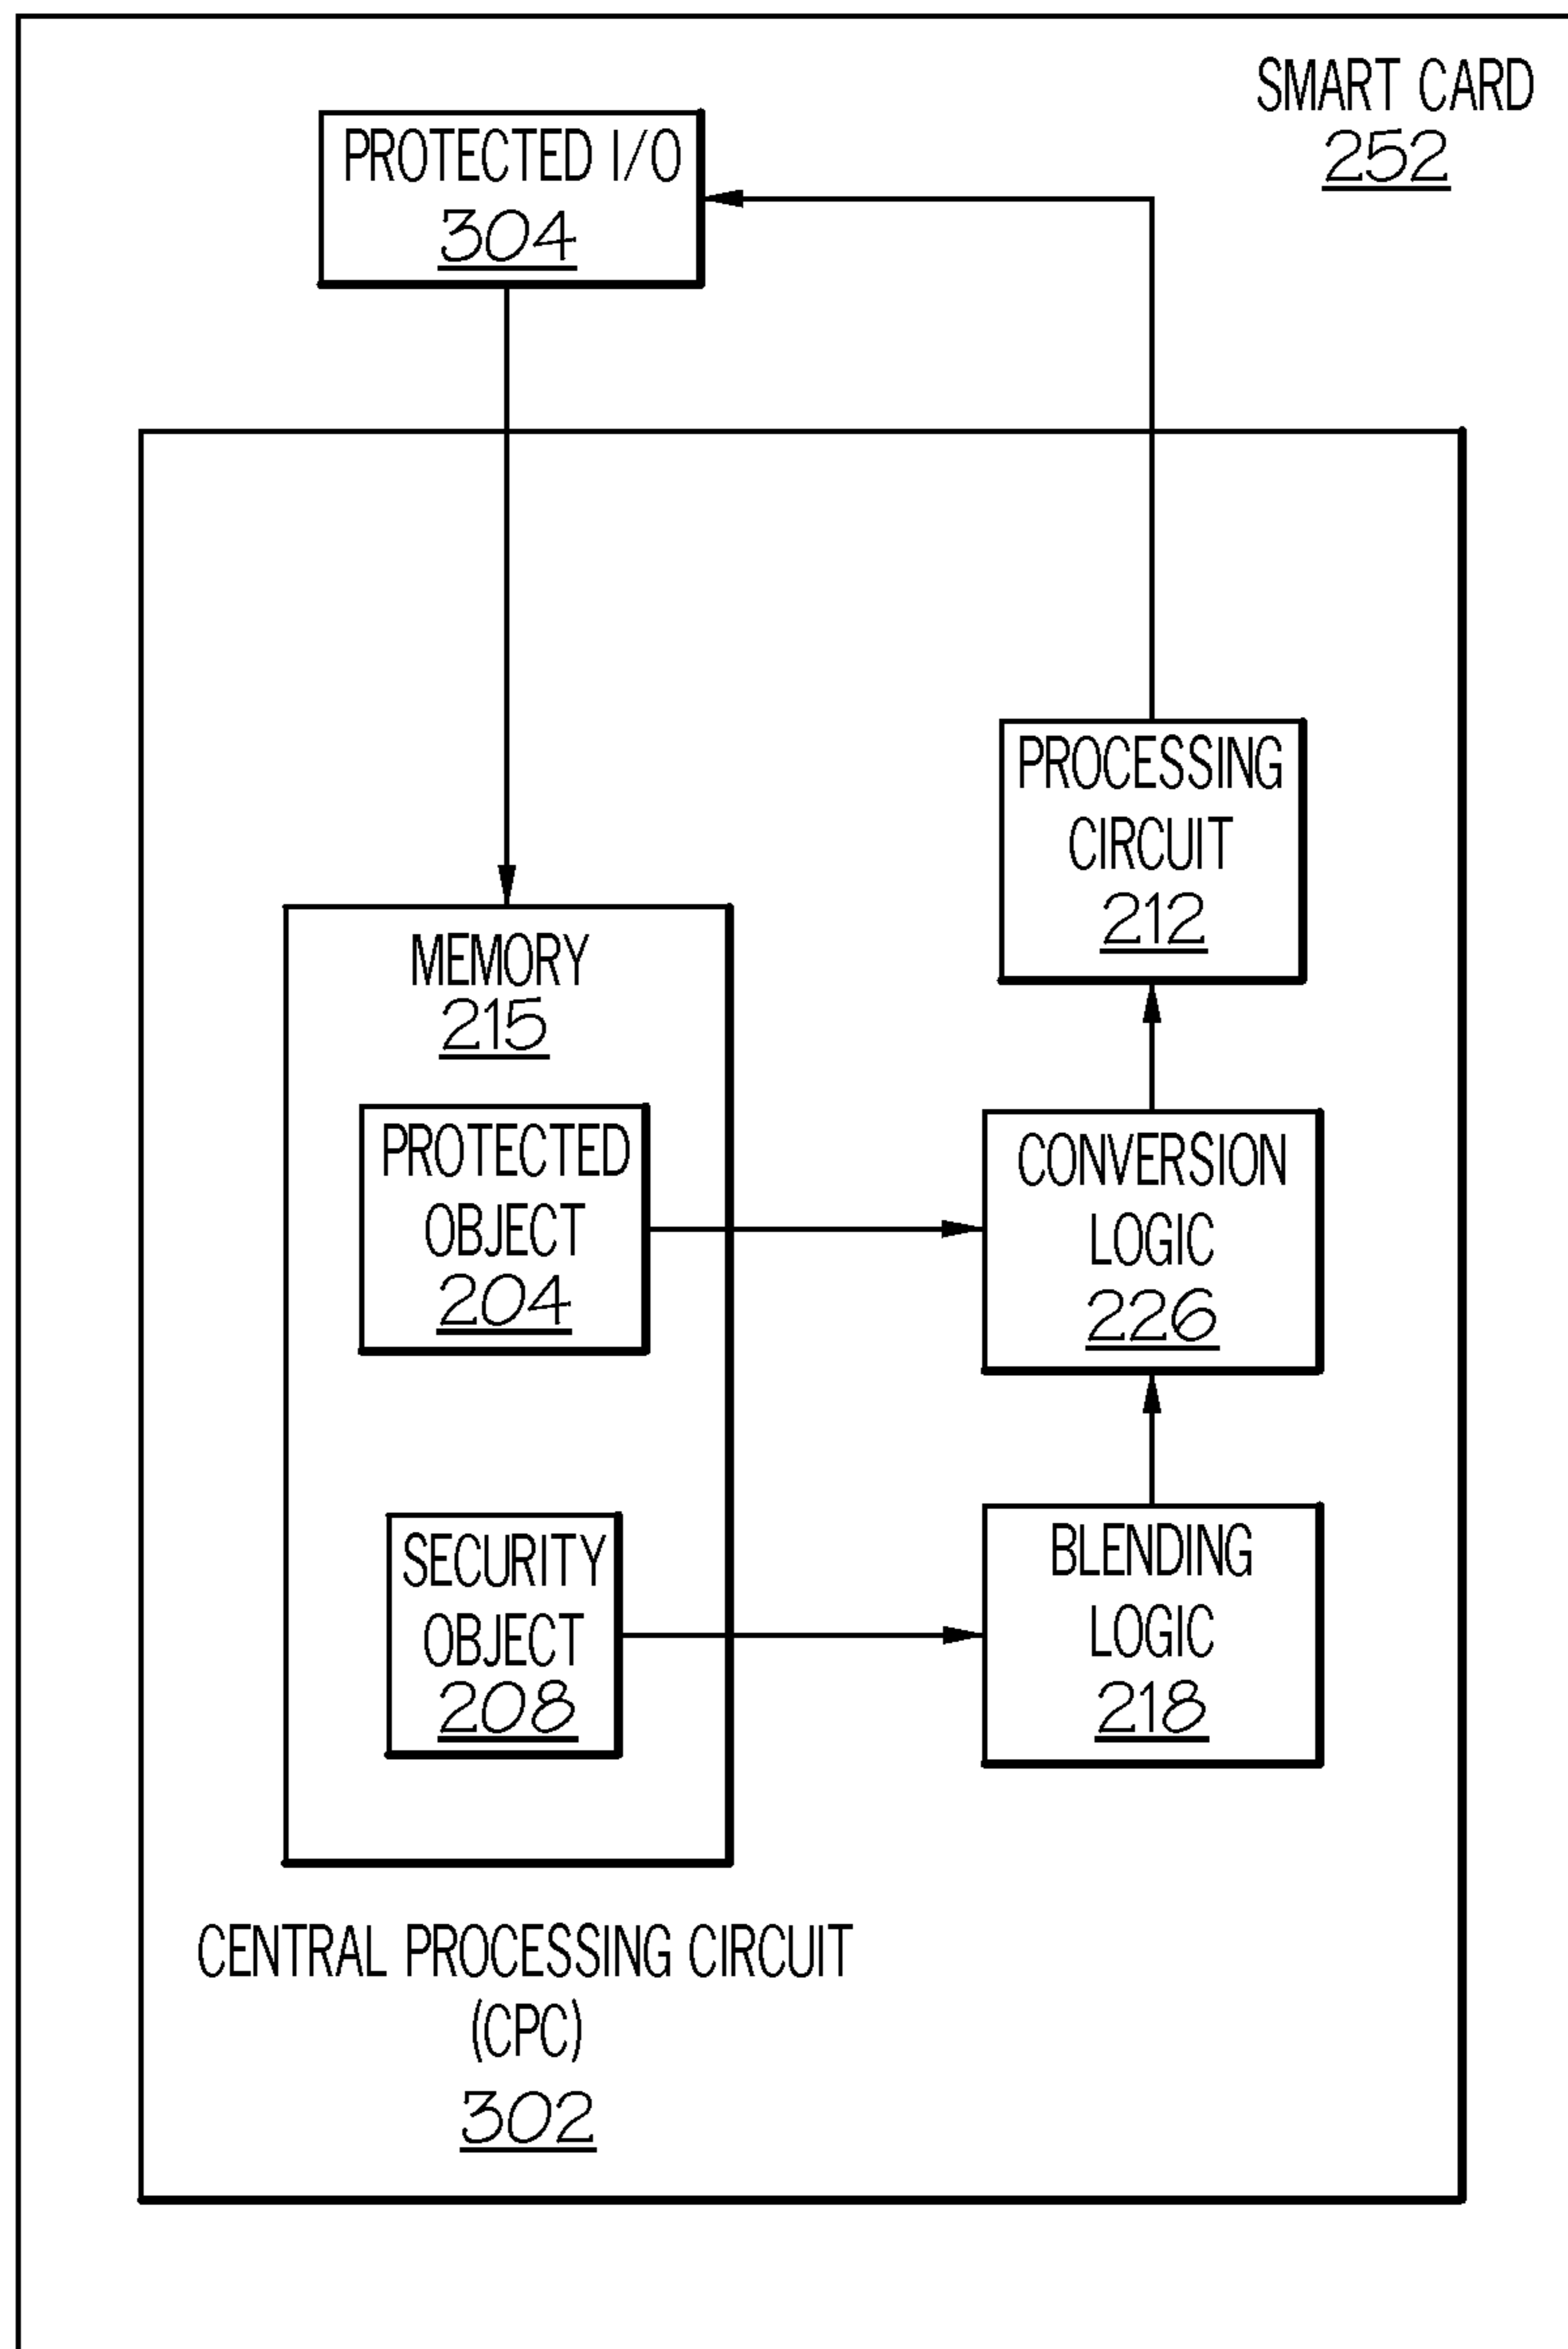 SMART CARD
252
PROTECTED I/O
304
PROCESSING
CIRCUIT
212
MEMORY
215
PROTECTED
OBJECT
204
CONVERSION
LOGIC
226
SECURITY
OBJECT
208
BLENDING
LOGIC
218
CENTRAL PROCESSING CIRCUIT
(CPC)
302